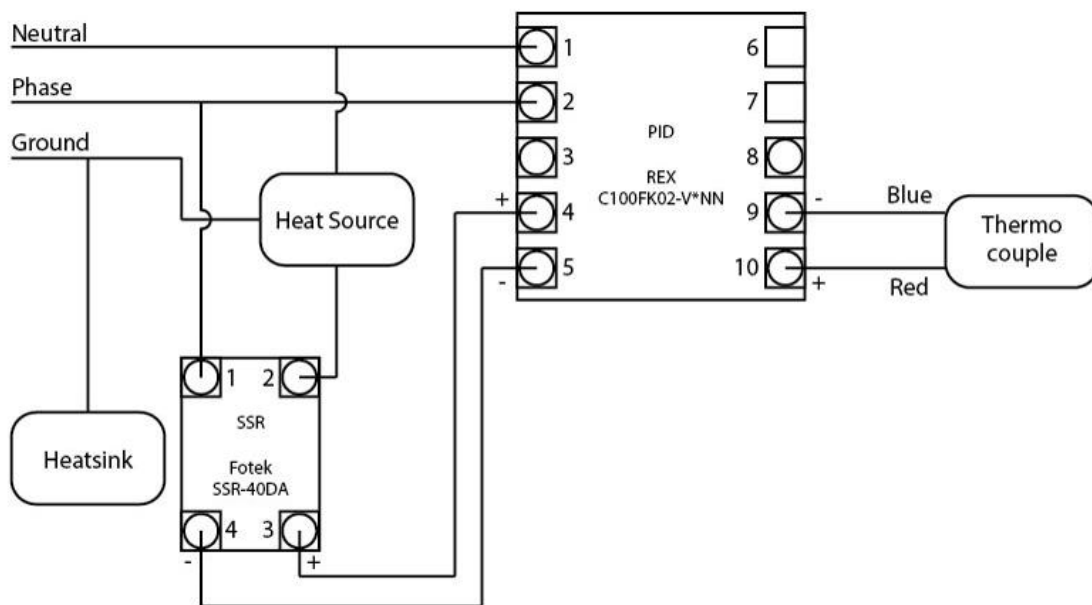 Neutral
Phase
Ground
Heat Source
Heatsink
1 2
SSR
Fotek
SSR-40DA
4 3
- +
1 6
2 7
PID
3 8
REX
C100FK02-V*NN
+ 4 9 -
5 10
- +
Blue
Red
Thermo
couple